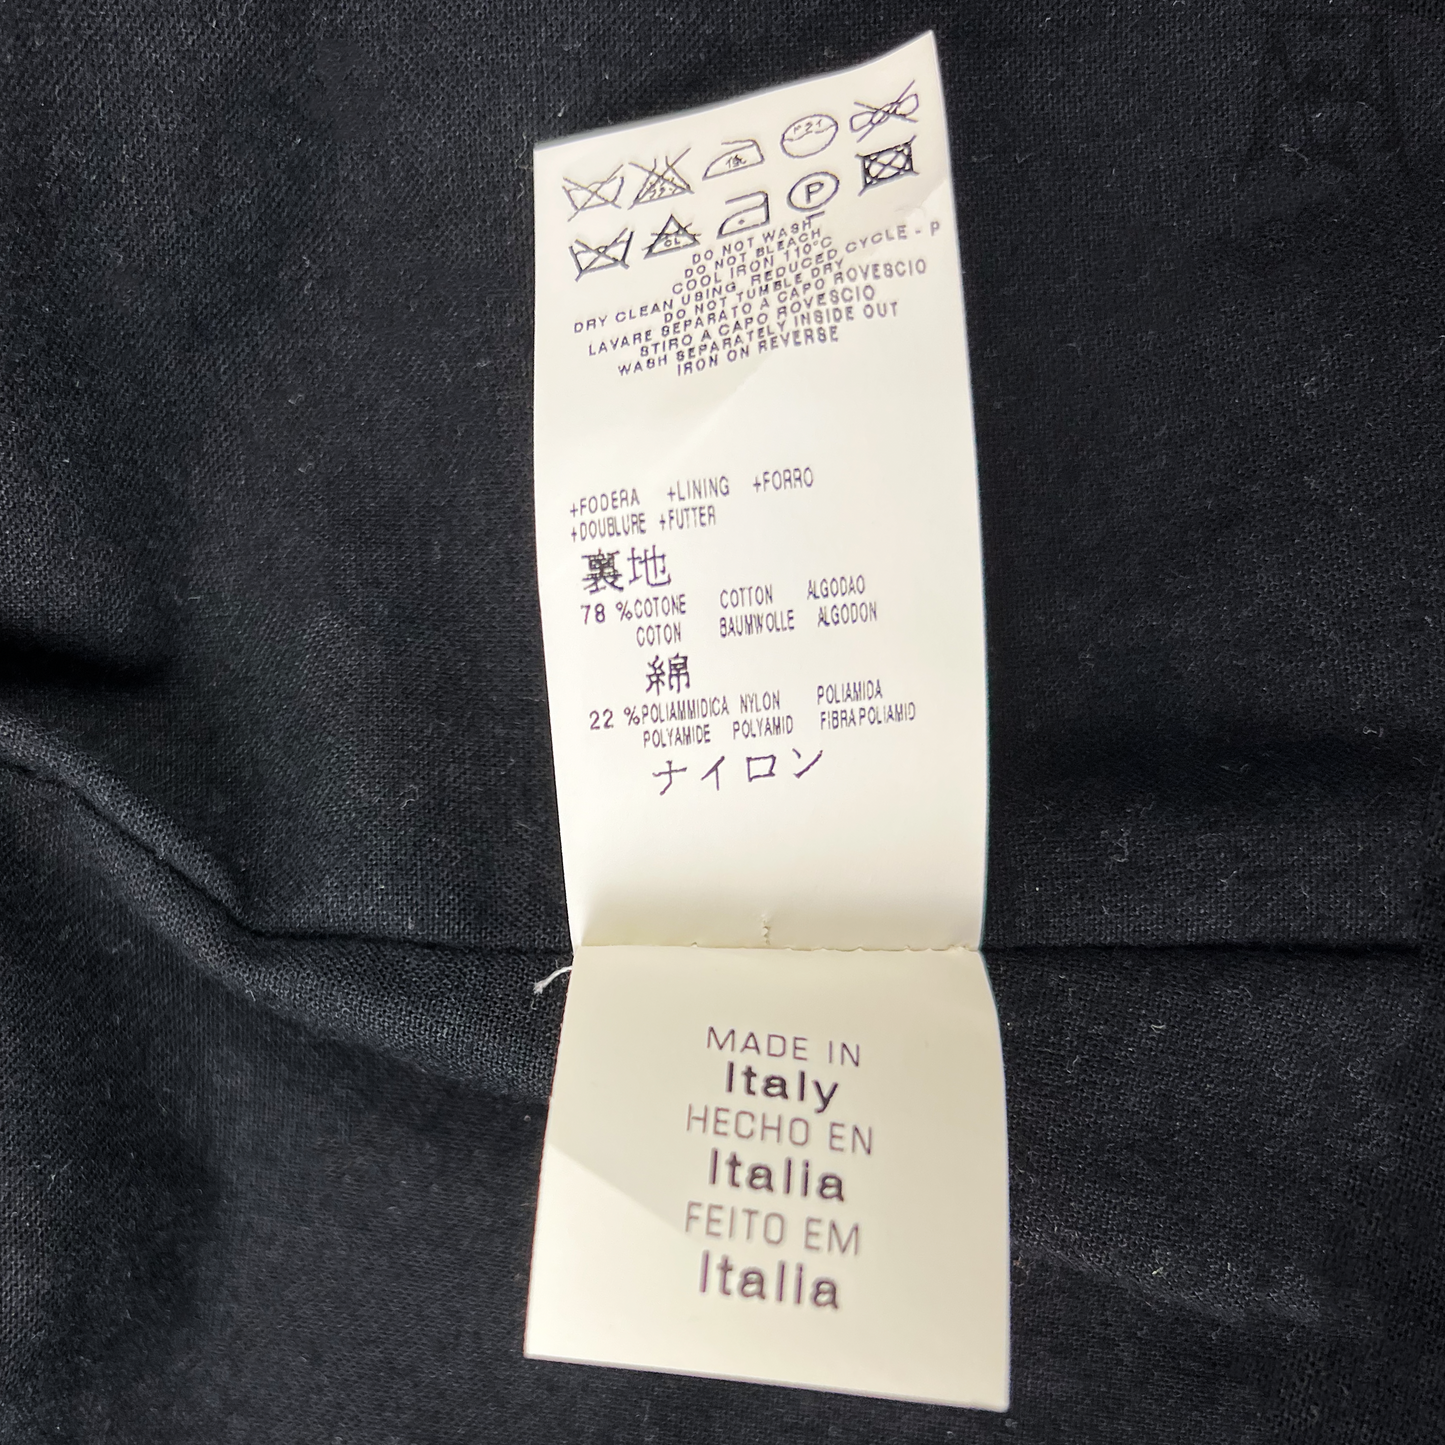 DO NOT WASH
DO NOT BLEACH
COOL IRON 110°C
DRY CLEAN USING REDUCED CYCLE - P
DO NOT TUMBLE DRY
LAVARE SEPARATO A CAPO ROVESCIO
STIRO A CAPO ROVESCIO
WASH SEPARATELY INSIDE OUT
IRON ON REVERSE
+FODERA +LINING +FORRO
+DOUBLURE +FUTTER
裏地
78 %COTONE COTTON ALGODAO
COTON BAUMWOLLE ALGODON
綿
22 %POLIAMMIDICA NYLON POLIAMIDA
POLYAMIDE POLYAMID FIBRA POLIAMID
ナイロン
MADE IN
Italy
HECHO EN
Italia
FEITO EM
Italia